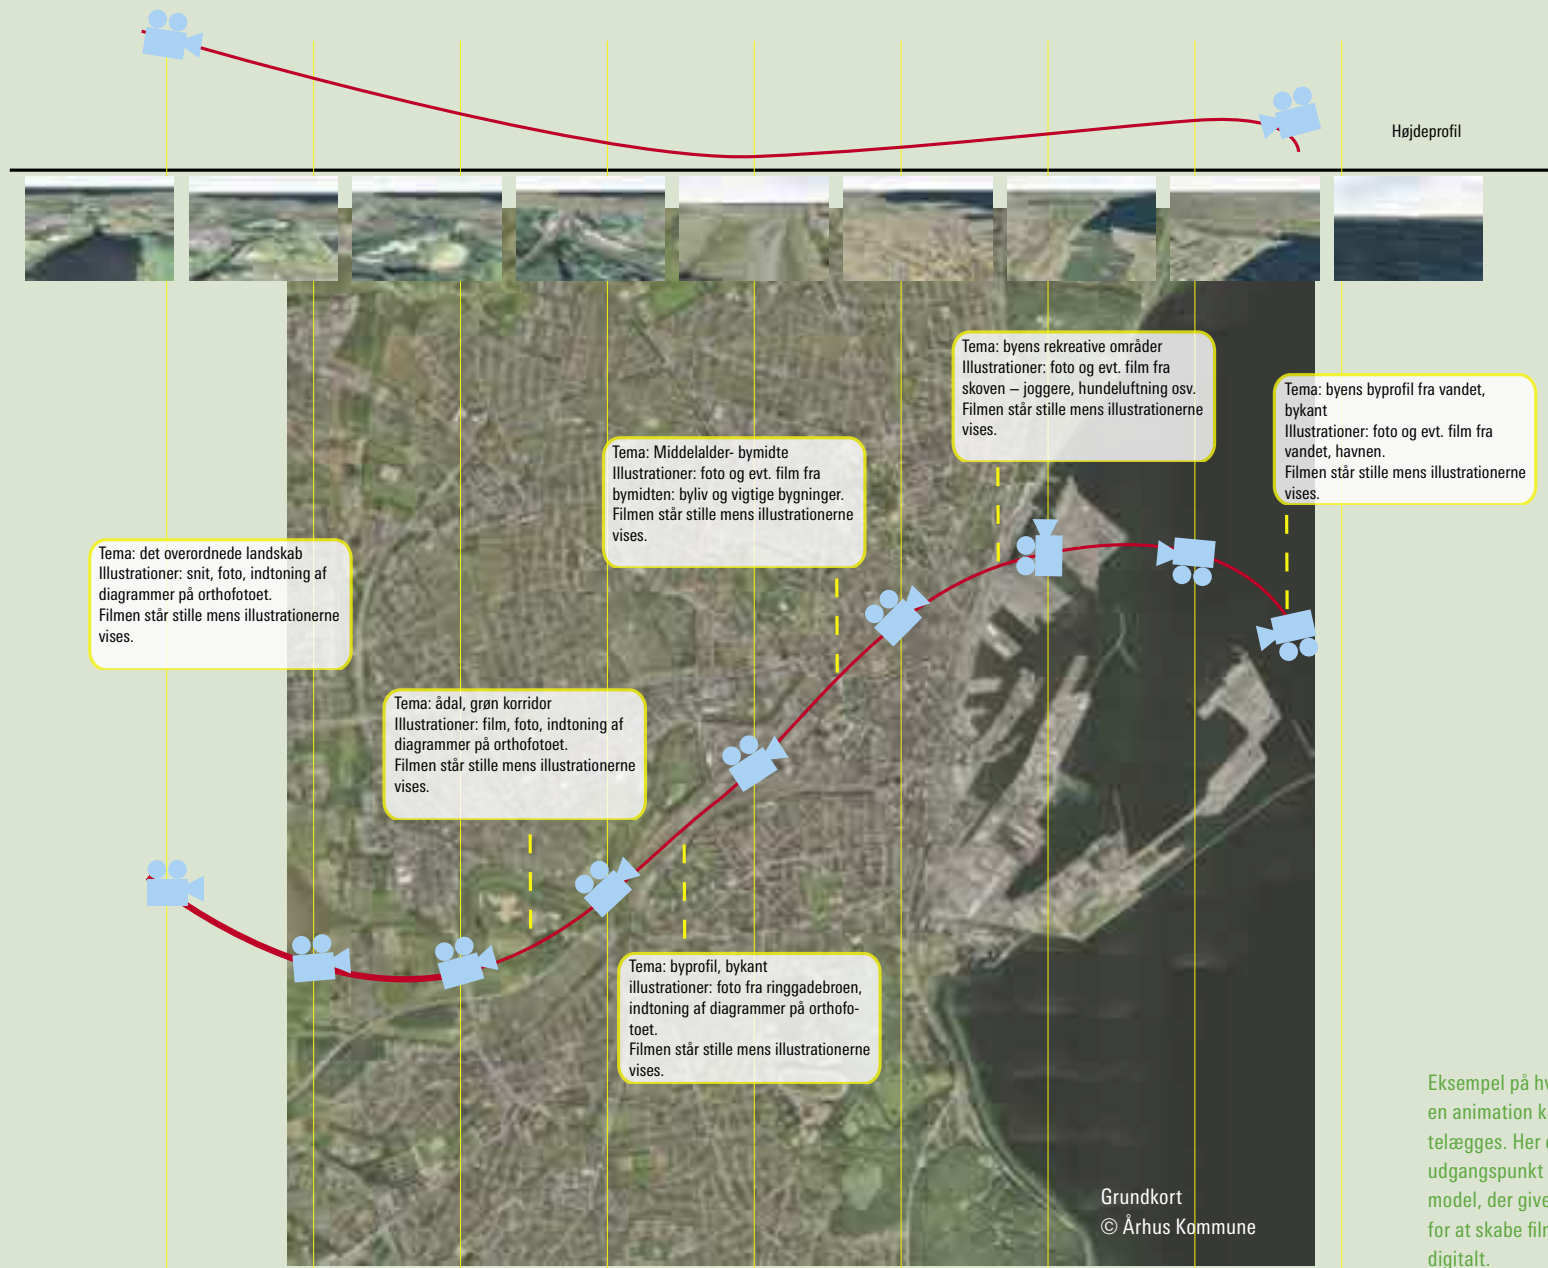 Højdeprofil
Tema: byens rekreative områder
Illustrationer: foto og evt. film fra
skoven – joggere, hundeluftning osv.
Filmen står stille mens illustrationerne
vises.
Tema: byens byprofil fra vandet,
bykant
Illustrationer: foto og evt. film fra
vandet, havnen.
Filmen står stille mens illustrationerne
vises.
Tema: Middelalder- bymidte
Illustrationer: foto og evt. film fra
bymidten: byliv og vigtige bygninger.
Filmen står stille mens illustrationerne
vises.
Tema: det overordnede landskab
Illustrationer: snit, foto, indtoning af
diagrammer på orthofotoet.
Filmen står stille mens illustrationerne
vises.
Tema: ådal, grøn korridor
Illustrationer: film, foto, indtoning af
diagrammer på orthofotoet.
Filmen står stille mens illustrationerne
vises.
Tema: byprofil, bykant
illustrationer: foto fra ringgadebroen,
indtoning af diagrammer på orthofo-
toet.
Filmen står stille mens illustrationerne
vises.
Grundkort
© Århus Kommune
Eksempel på
en animation
telægges. Her
udgangspunkt
model, der
for at skabe
digitalt.